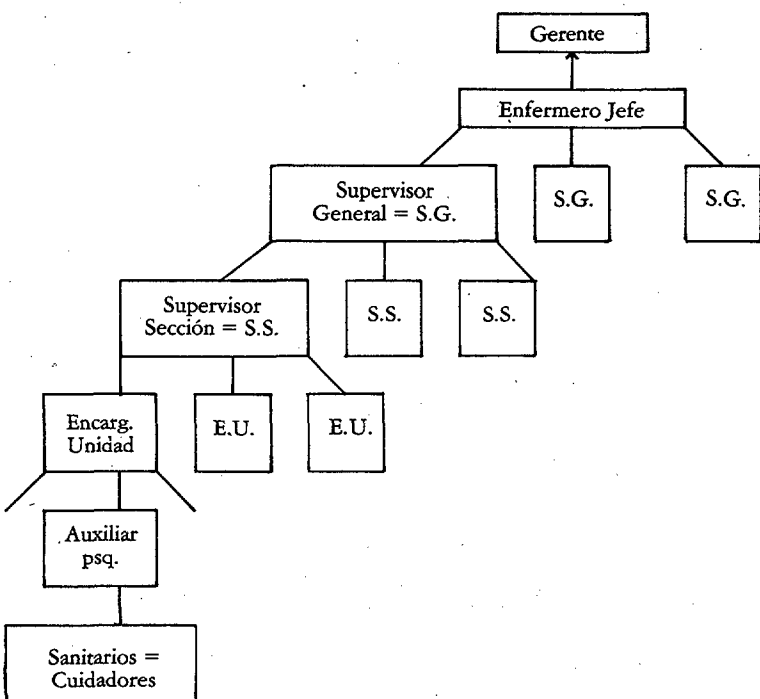 Gerente
Enfermero Jefe
Supervisor
General = S.G.
S.G.
S.G.
Supervisor
Sección = S.S.
S.S.
S.S.
Encarg.
Unidad
E.U.
E.U.
Auxiliar
psq.
Sanitarios =
Cuidadores